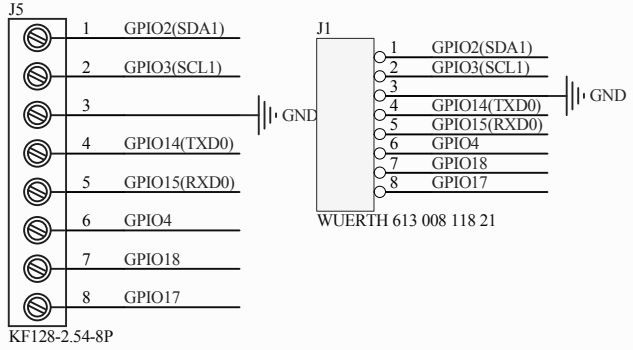 J5
1 GPIO2(SDA1)
2 GPIO3(SCL1)
3 GND
4 GPIO14(TXD0)
5 GPIO15(RXD0)
6 GPIO4
7 GPIO18
8 GPIO17
KF128-2.54-8P
J1
1 GPIO2(SDA1)
2 GPIO3(SCL1)
3 GND
4 GPIO14(TXD0)
5 GPIO15(RXD0)
6 GPIO4
7 GPIO18
8 GPIO17
WUERTH 613 008 118 21